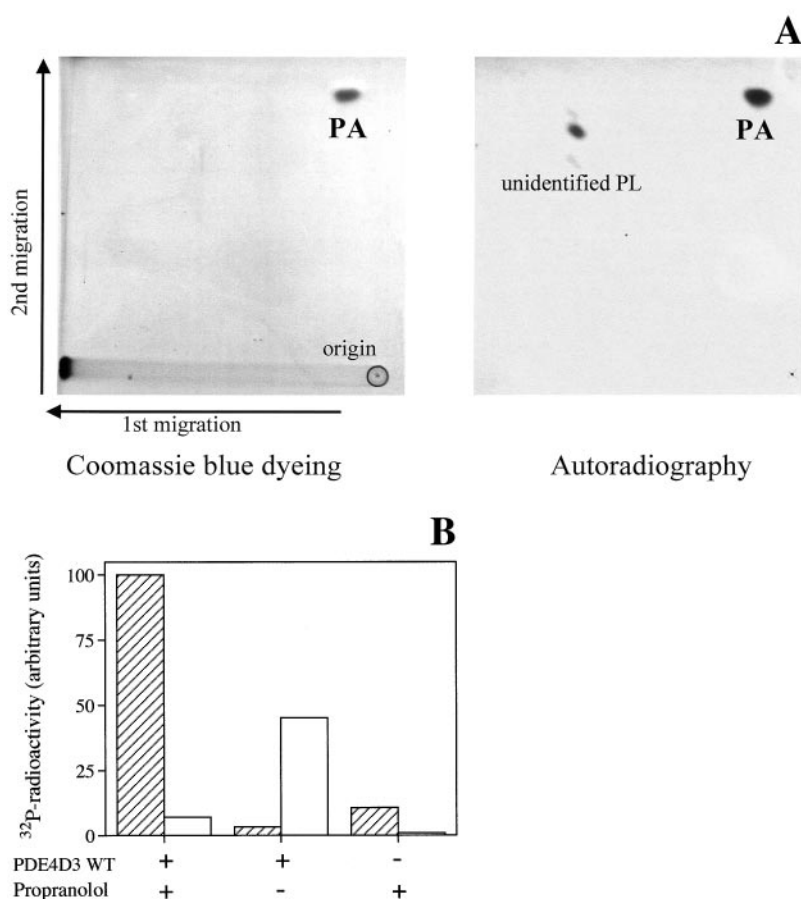 A
PA
PA
unidentified PL
2nd migration
origin
1st migration
Coomassie blue dyeing
Autoradiography
B
³²P-radioactivity (arbitrary units)
100
75
50
25
0
PDE4D3 WT + + -
Propranolol + - +